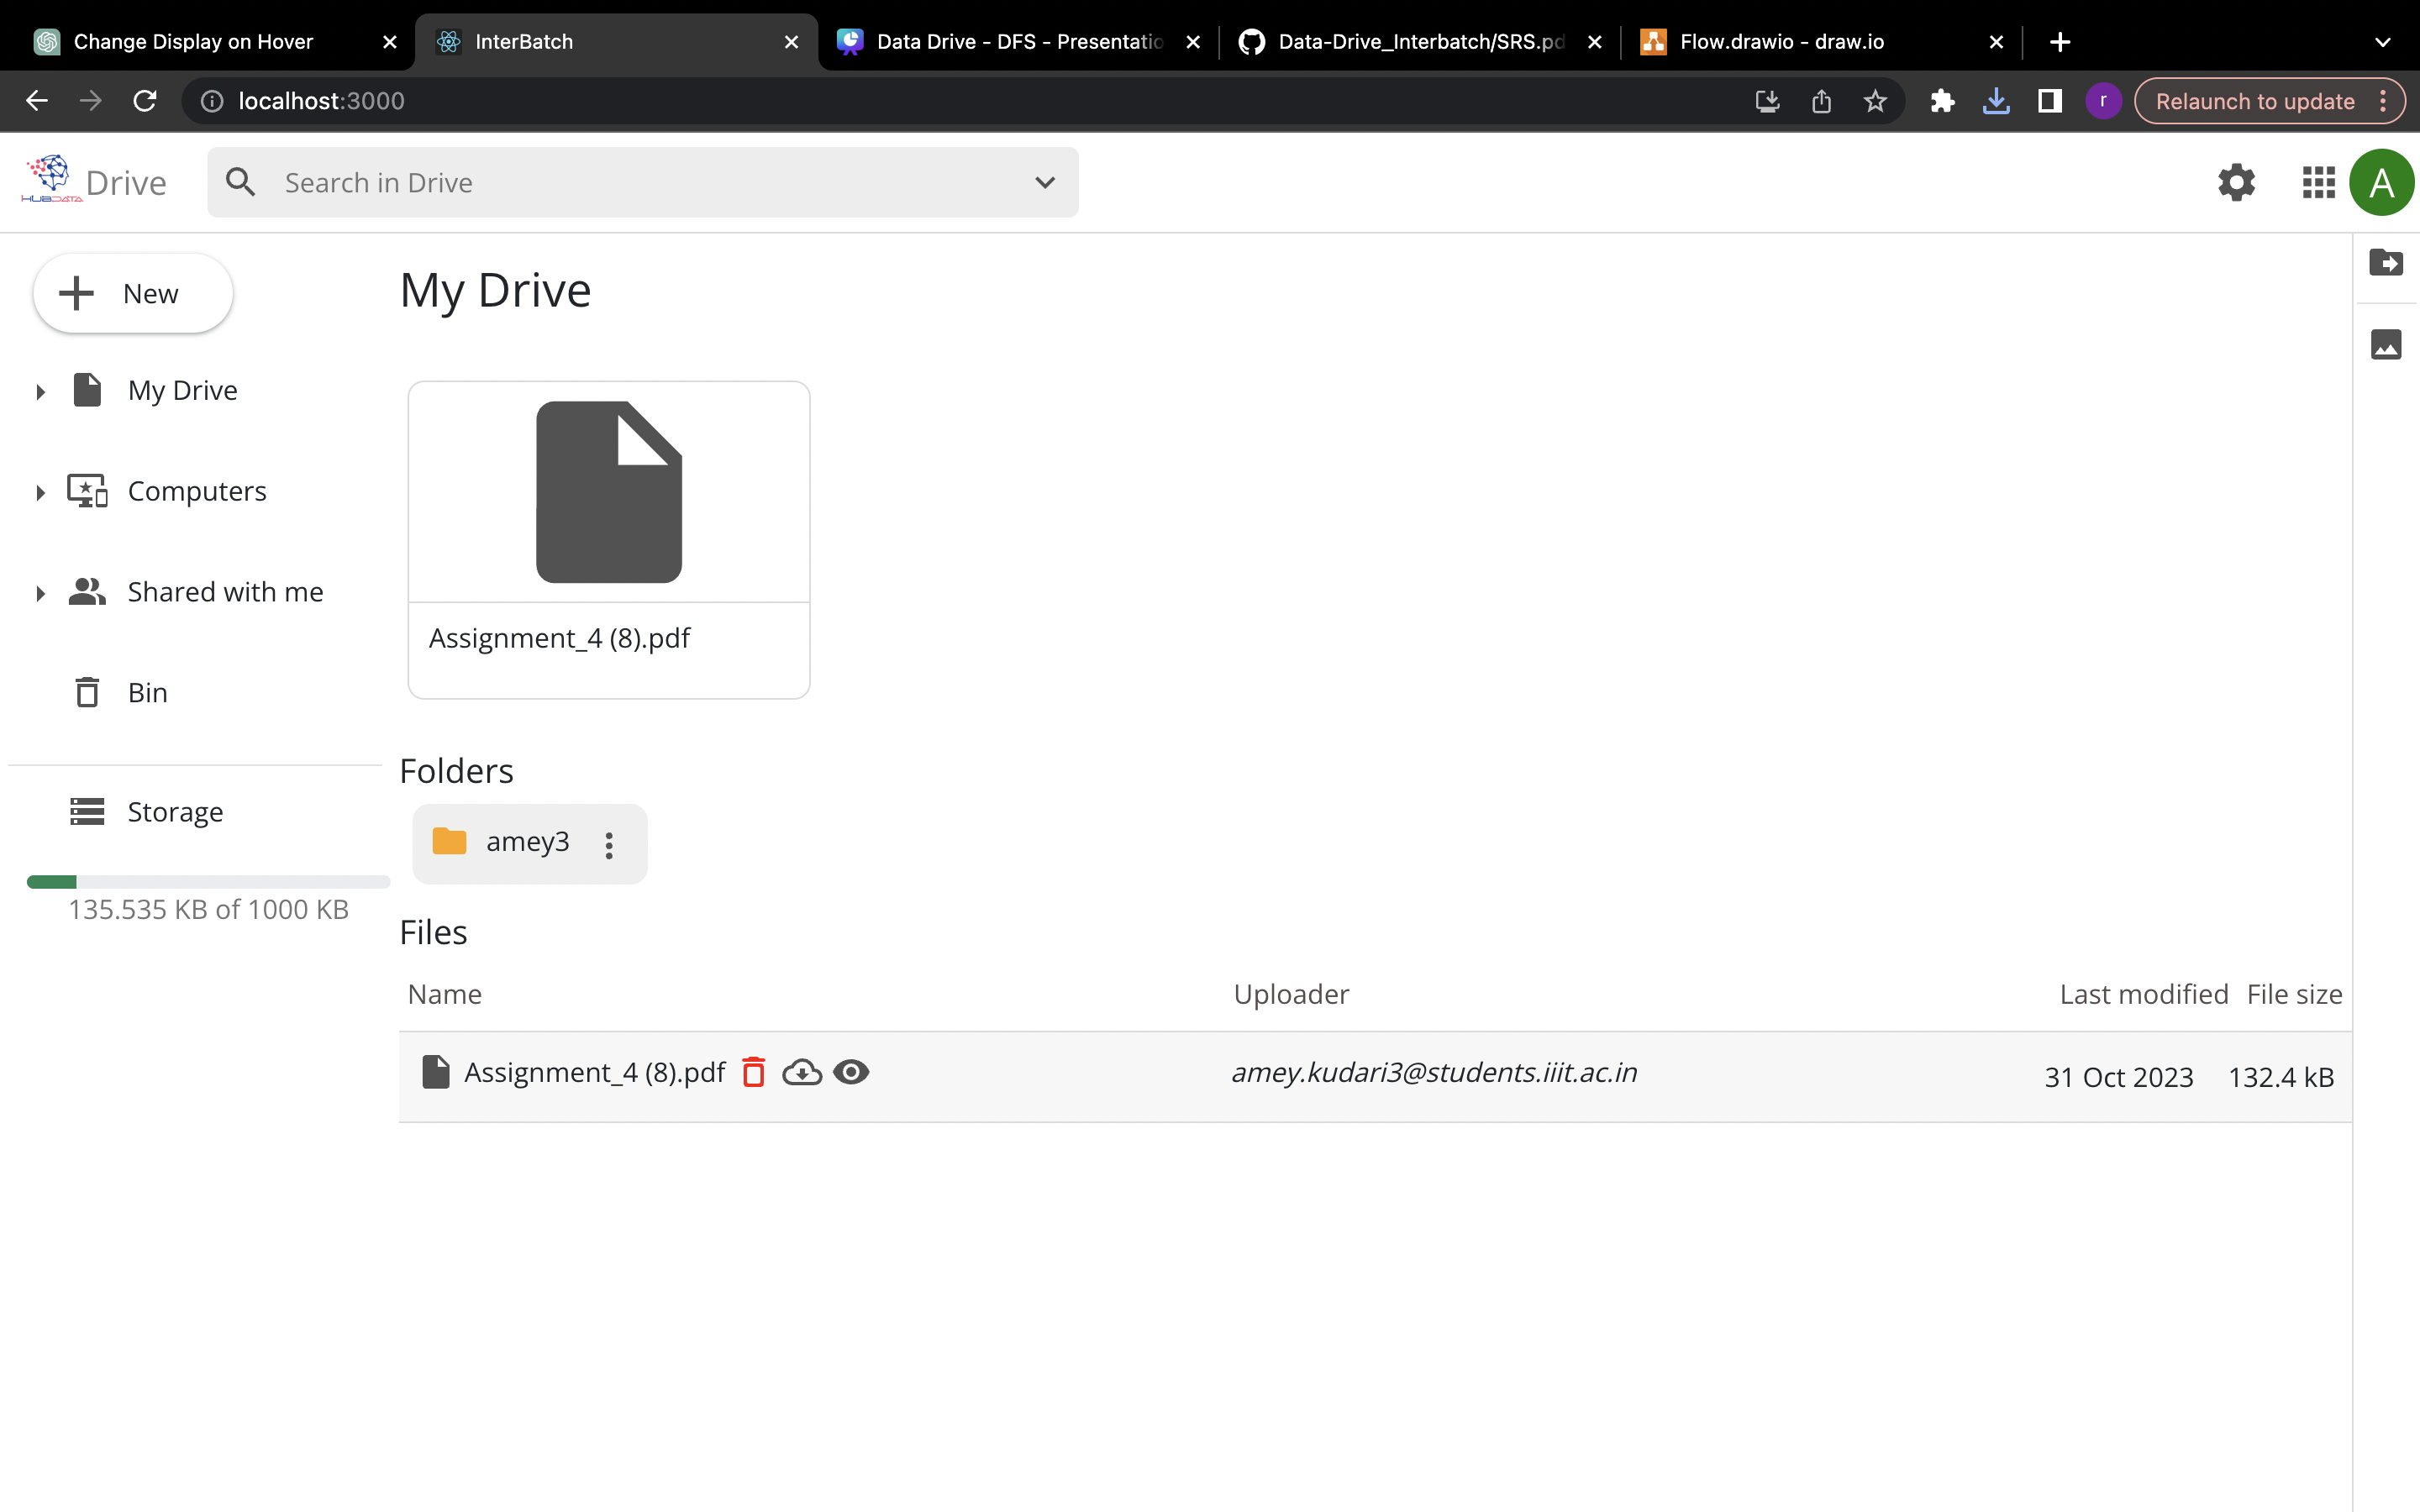 Change Display on Hover
InterBatch
Data Drive - DFS - Presentatio
Data-Drive_Interbatch/SRS.pd
Flow.drawio - draw.io
localhost:3000
r
Relaunch to update
HUBDATA
Drive
Search in Drive
A
New
My Drive
My Drive
Computers
Shared with me
Bin
Storage
135.535 KB of 1000 KB
Assignment_4 (8).pdf
Folders
amey3
Files
Name Uploader Last modified File size
Assignment_4 (8).pdf amey.kudari3@students.iiit.ac.in 31 Oct 2023 132.4 kB